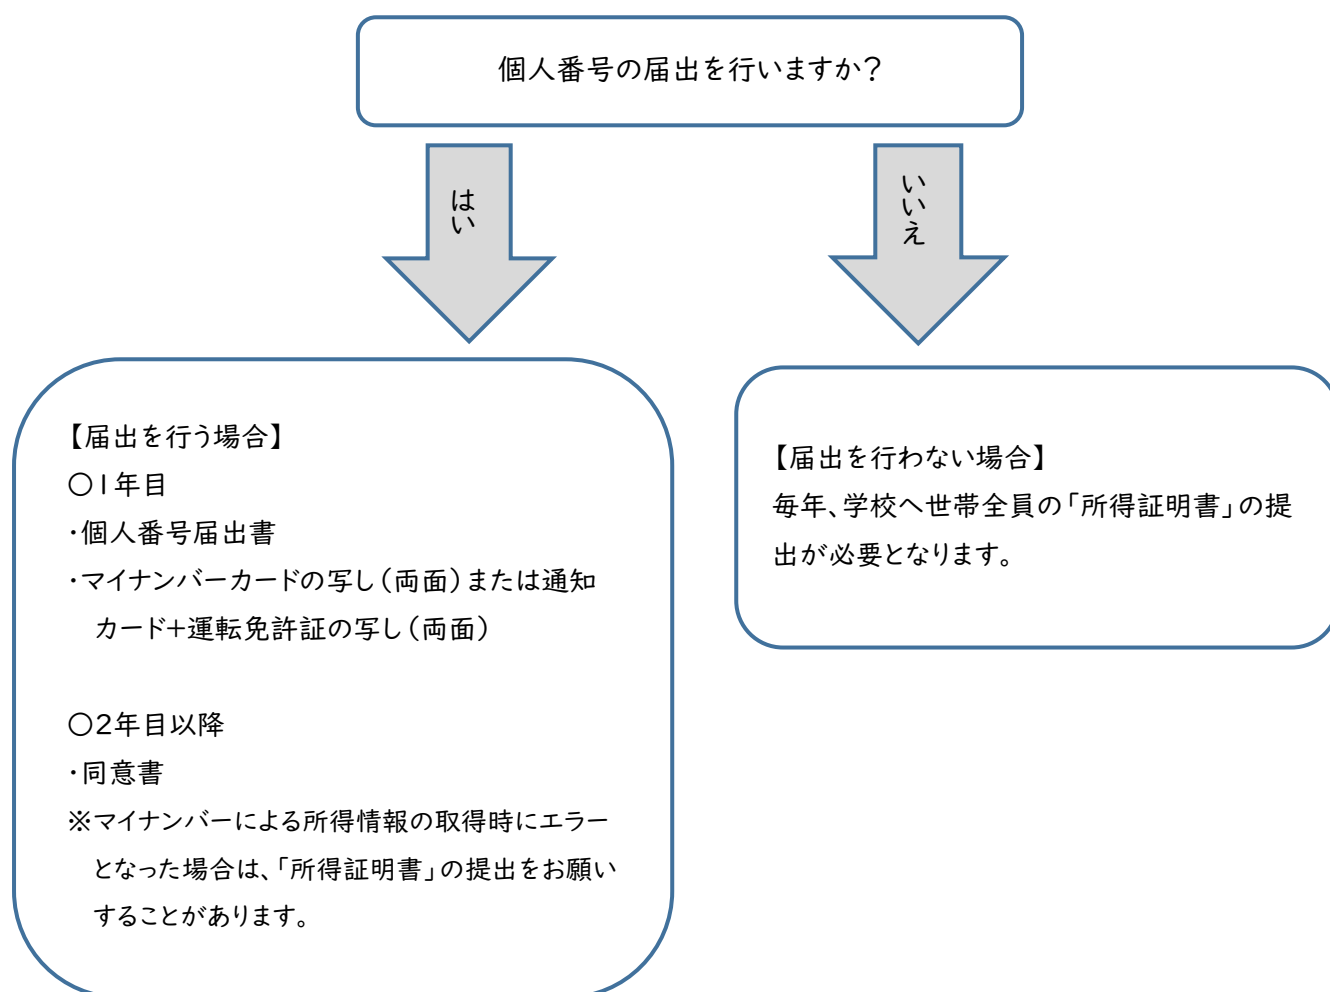 個人番号の届出を行いますか?
はい
いいえ
【届出を行う場合】
〇1年目
・個人番号届出書
・マイナンバーカードの写し(両面)または通知
カード+運転免許証の写し(両面)
〇2年目以降
・同意書
※マイナンバーによる所得情報の取得時にエラー
となった場合は、「所得証明書」の提出をお願い
することがあります。
【届出を行わない場合】
毎年、学校へ世帯全員の「所得証明書」の提
出が必要となります。